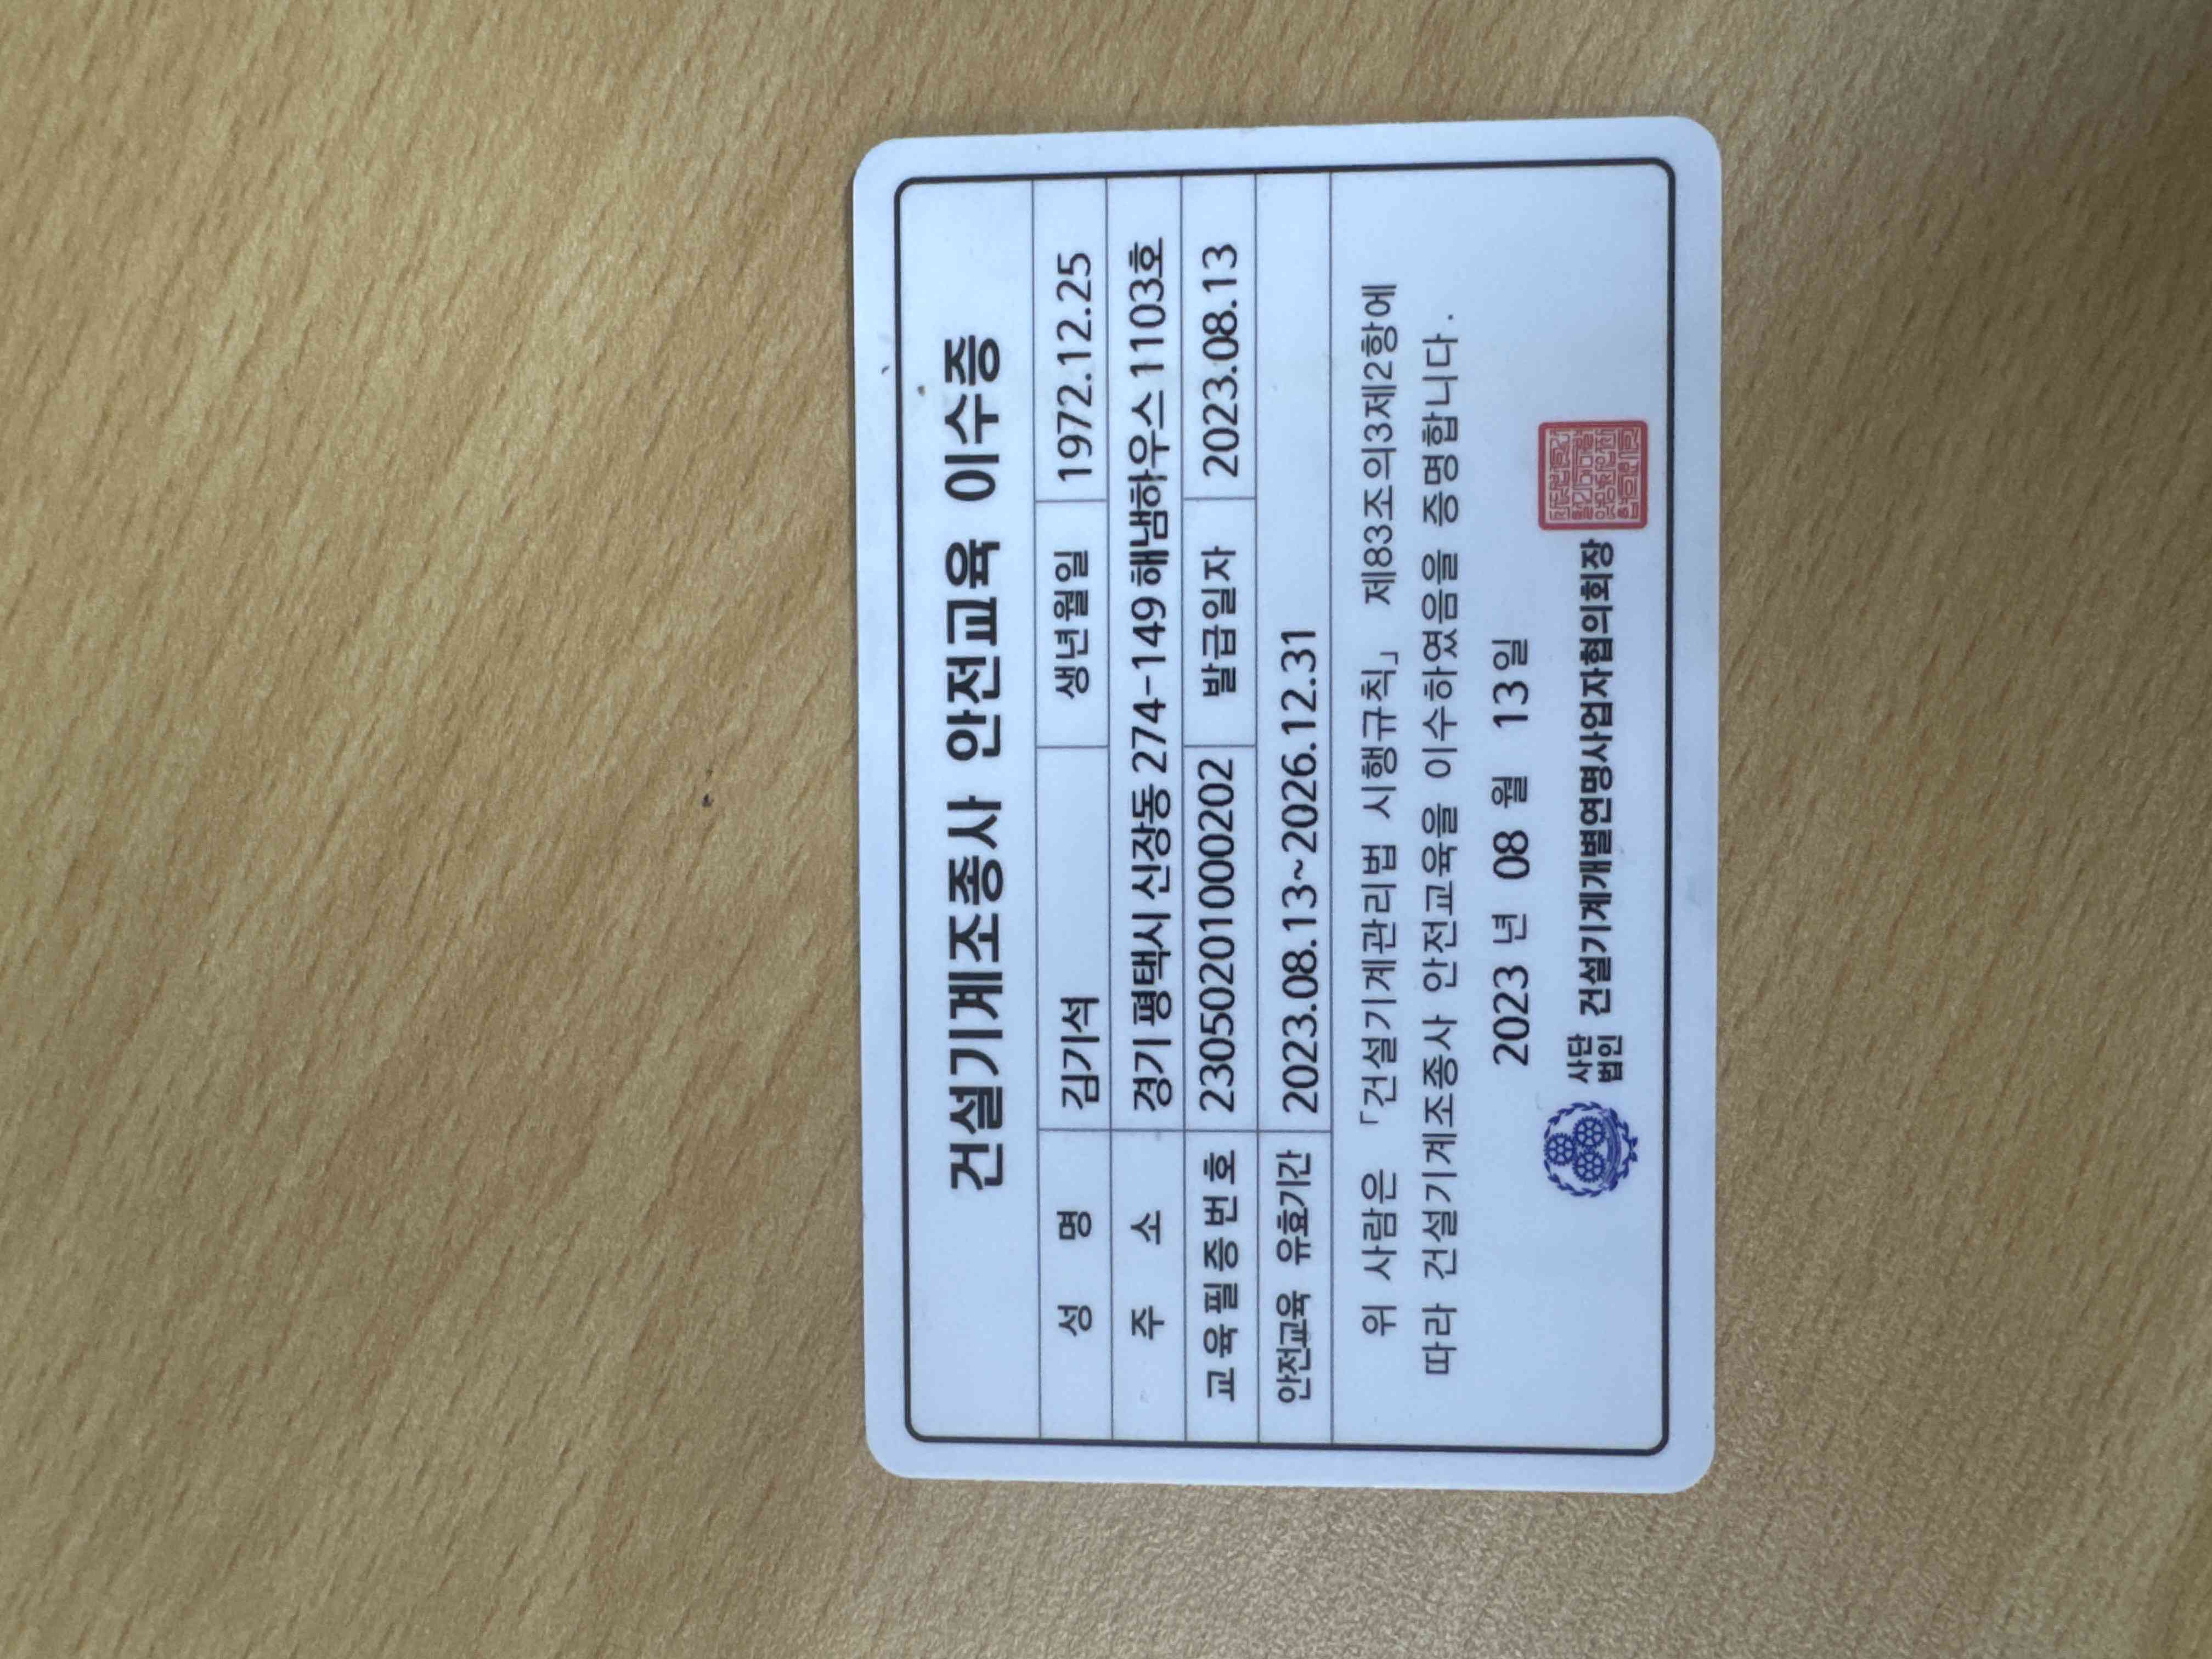 건설기계조종사 안전교육 이수증
성 명 김기석 생년월일 1972.12.25
주 소 경기 평택시 신장동 274-149 해냄하우스 1103호
교육필증번호 230502010000202 발급일자 2023.08.13
안전교육 유효기간 2023.08.13~2026.12.31
위 사람은 「건설기계관리법 시행규칙」 제83조의3제2항에
따라 건설기계조종사 안전교육을 이수하였음을 증명합니다.
2023 년 08 월 13 일
사단법인 건설기계개별연명사업자협의회장